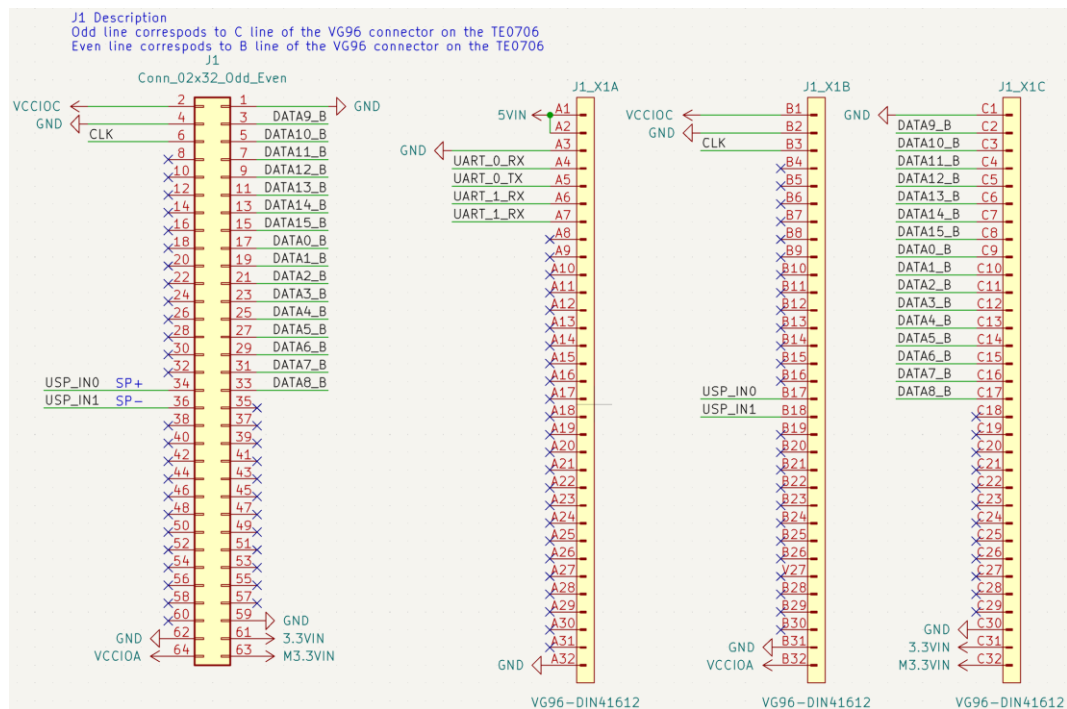 J1 Description
Odd line correspods to C line of the VG96 connector on the TE0706
Even line correspods to B line of the VG96 connector on the TE0706
J1
Conn_02x32_Odd_Even
VCCIOC 2 1 GND
GND 4 3 DATA9_B
CLK 6 5 DATA10_B
8 7 DATA11_B
10 9 DATA12_B
12 11 DATA13_B
14 13 DATA14_B
16 15 DATA15_B
18 17 DATA0_B
20 19 DATA1_B
22 21 DATA2_B
24 23 DATA3_B
26 25 DATA4_B
28 27 DATA5_B
30 29 DATA6_B
32 31 DATA7_B
USP_IN0 SP+ 34 33 DATA8_B
USP_IN1 SP- 36 35
38 37
40 39
42 41
44 43
46 45
48 47
50 49
52 51
54 53
56 55
58 57
60 59 GND
GND 62 61 3.3VIN
VCCIOA 64 63 M3.3VIN
J1_X1A
5VIN A1
A2
GND A3
UART_0_RX A4
UART_0_TX A5
UART_1_RX A6
UART_1_RX A7
A8
A9
A10
A11
A12
A13
A14
A15
A16
A17
A18
A19
A20
A21
A22
A23
A24
A25
A26
A27
A28
A29
A30
A31
GND A32
VG96-DIN41612
J1_X1B
VCCIOC B1
GND B2
CLK B3
B4
B5
B6
B7
B8
B9
B10
B11
B12
B13
B14
B15
B16
USP_IN0 B17
USP_IN1 B18
B19
B20
B21
B22
B23
B24
B25
B26
V27
B28
B29
B30
GND B31
VCCIOA B32
VG96-DIN41612
J1_X1C
GND C1
DATA9_B C2
DATA10_B C3
DATA11_B C4
DATA12_B C5
DATA13_B C6
DATA14_B C7
DATA15_B C8
DATA0_B C9
DATA1_B C10
DATA2_B C11
DATA3_B C12
DATA4_B C13
DATA5_B C14
DATA6_B C15
DATA7_B C16
DATA8_B C17
C18
C19
C20
C21
C22
C23
C24
C25
C26
C27
C28
C29
GND C30
3.3VIN C31
M3.3VIN C32
VG96-DIN41612